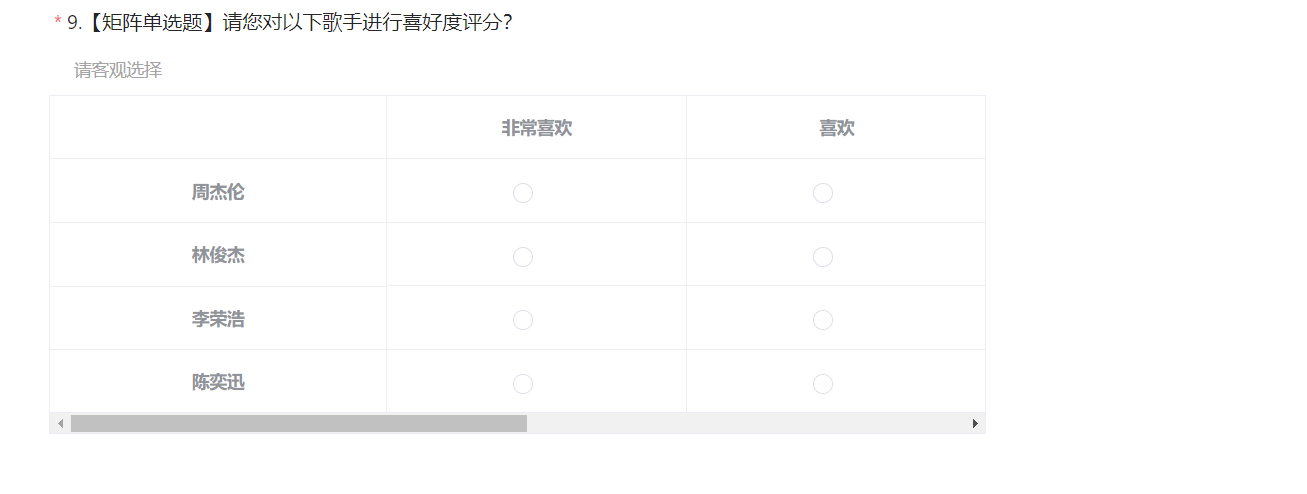 * 9.【矩阵单选题】请您对以下歌手进行喜好度评分?
请客观选择
非常喜欢 喜欢
周杰伦
林俊杰
李荣浩
陈奕迅